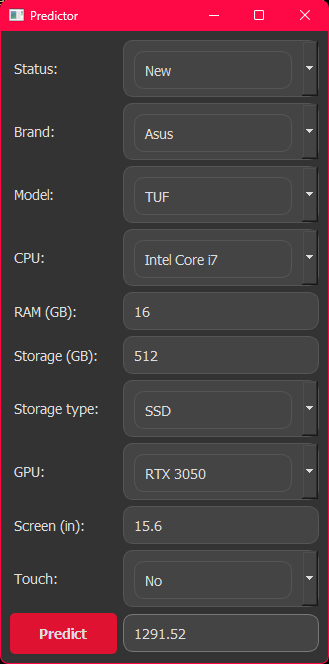 Predictor
Status: New
Brand: Asus
Model: TUF
CPU: Intel Core i7
RAM (GB): 16
Storage (GB): 512
Storage type: SSD
GPU: RTX 3050
Screen (in): 15.6
Touch: No
Predict 1291.52